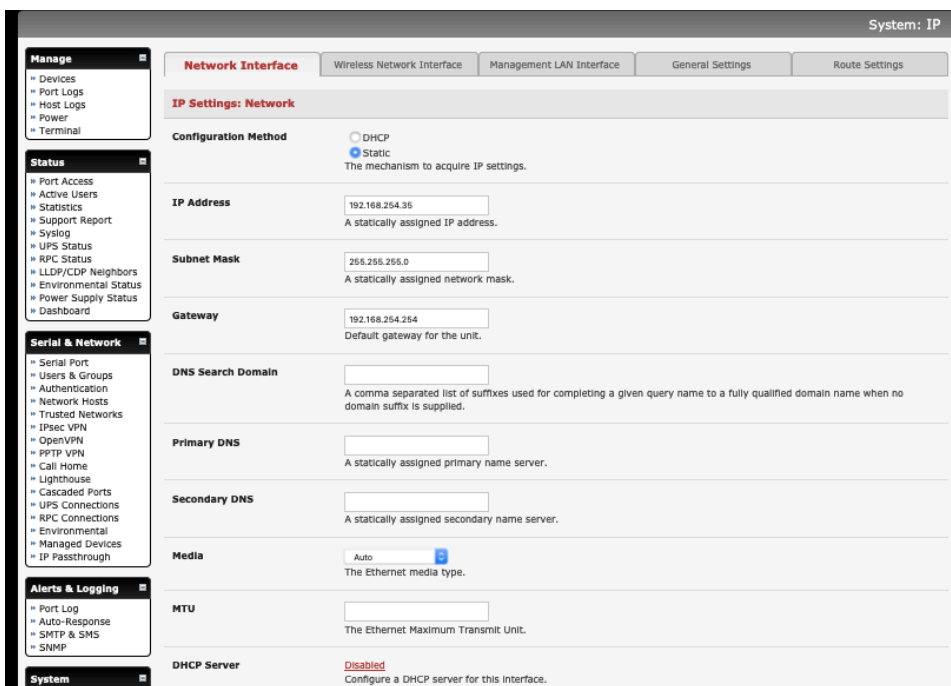 System: IP
Manage
Devices
Port Logs
Host Logs
Power
Terminal
Status
Port Access
Active Users
Statistics
Support Report
Syslog
UPS Status
RPC Status
LLDP/CDP Neighbors
Environmental Status
Power Supply Status
Dashboard
Serial & Network
Serial Port
Users & Groups
Authentication
Network Hosts
Trusted Networks
IPsec VPN
OpenVPN
PPTP VPN
Call Home
Lighthouse
Cascaded Ports
UPS Connections
RPC Connections
Environmental
Managed Devices
IP Passthrough
Alerts & Logging
Port Log
Auto-Response
SMTP & SMS
SNMP
System
Network Interface
Wireless Network Interface
Management LAN Interface
General Settings
Route Settings
IP Settings: Network
Configuration Method
DHCP
Static
The mechanism to acquire IP settings.
IP Address
192.168.254.35
A statically assigned IP address.
Subnet Mask
255.255.255.0
A statically assigned network mask.
Gateway
192.168.254.254
Default gateway for the unit.
DNS Search Domain
A comma separated list of suffixes used for completing a given query name to a fully qualified domain name when no
domain suffix is supplied.
Primary DNS
A statically assigned primary name server.
Secondary DNS
A statically assigned secondary name server.
Media
Auto
The Ethernet media type.
MTU
The Ethernet Maximum Transmit Unit.
DHCP Server
Disabled
Configure a DHCP server for this interface.